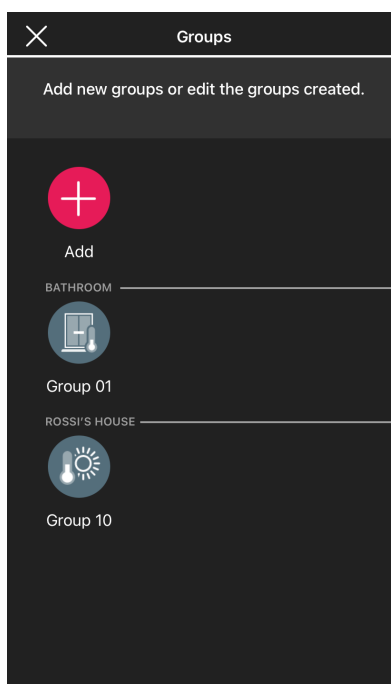 Groups
Add new groups or edit the groups created.
Add
BATHROOM
Group 01
ROSSI'S HOUSE
Group 10